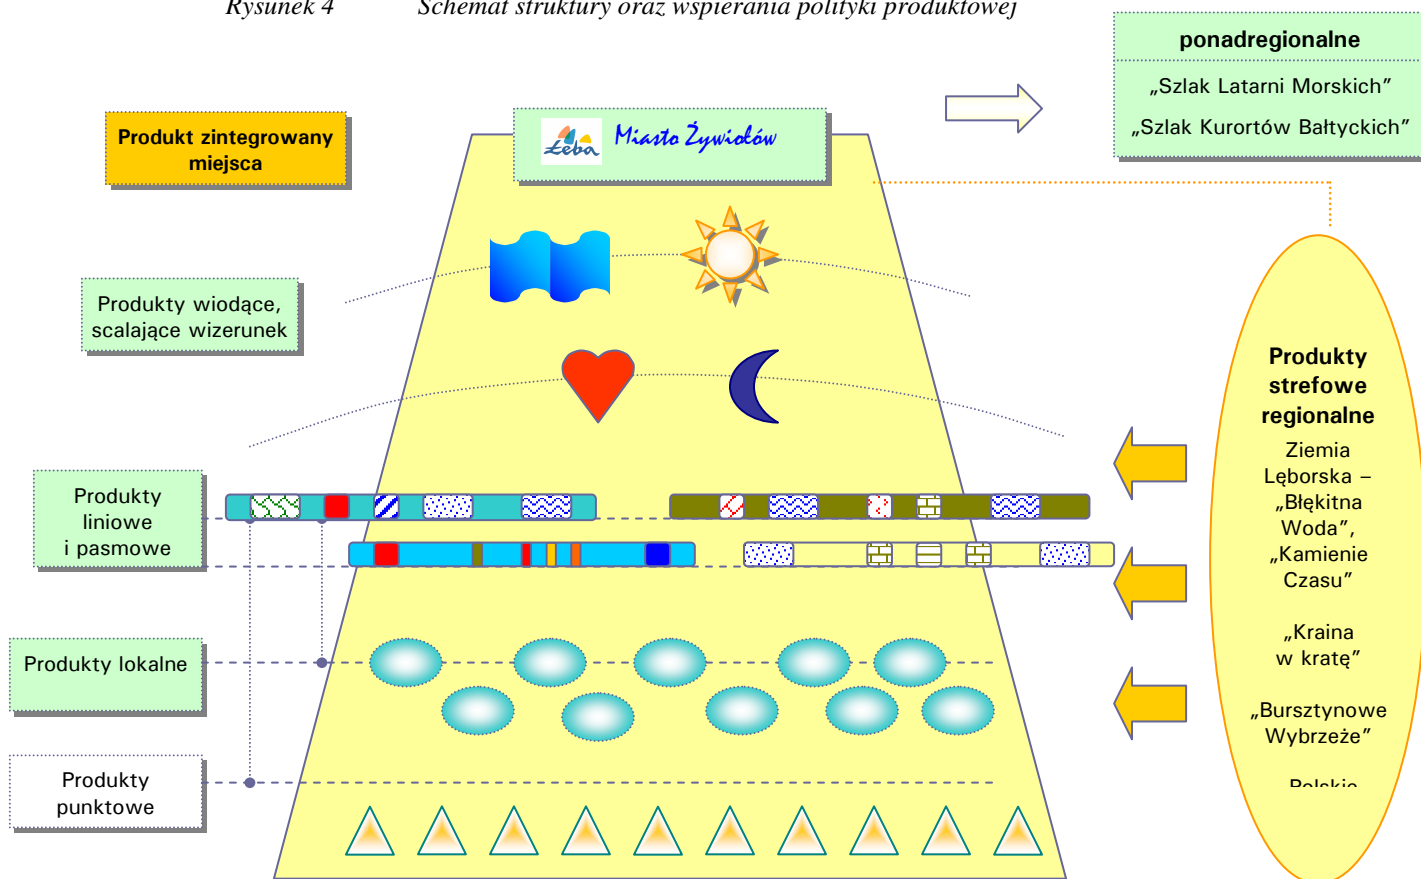 Rysunek 4 Schemat struktury oraz wspierania polityki produktowej
ponadregionalne
„Szlak Latarni Morskich”
„Szlak Kurortów Bałtyckich”
Produkt zintegrowany
miejsca
Łeba
Miasto Żywiołów
Produkty wiodące,
scalające wizerunek
Produkty
liniowe
i pasmowe
Produkty lokalne
Produkty
punktowe
Produkty
strefowe
regionalne
Ziemia
Lęborska –
„Błękitna
Woda”,
„Kamienie
Czasu”
„Kraina
w kratę”
„Bursztynowe
Wybrzeże”
Polskie